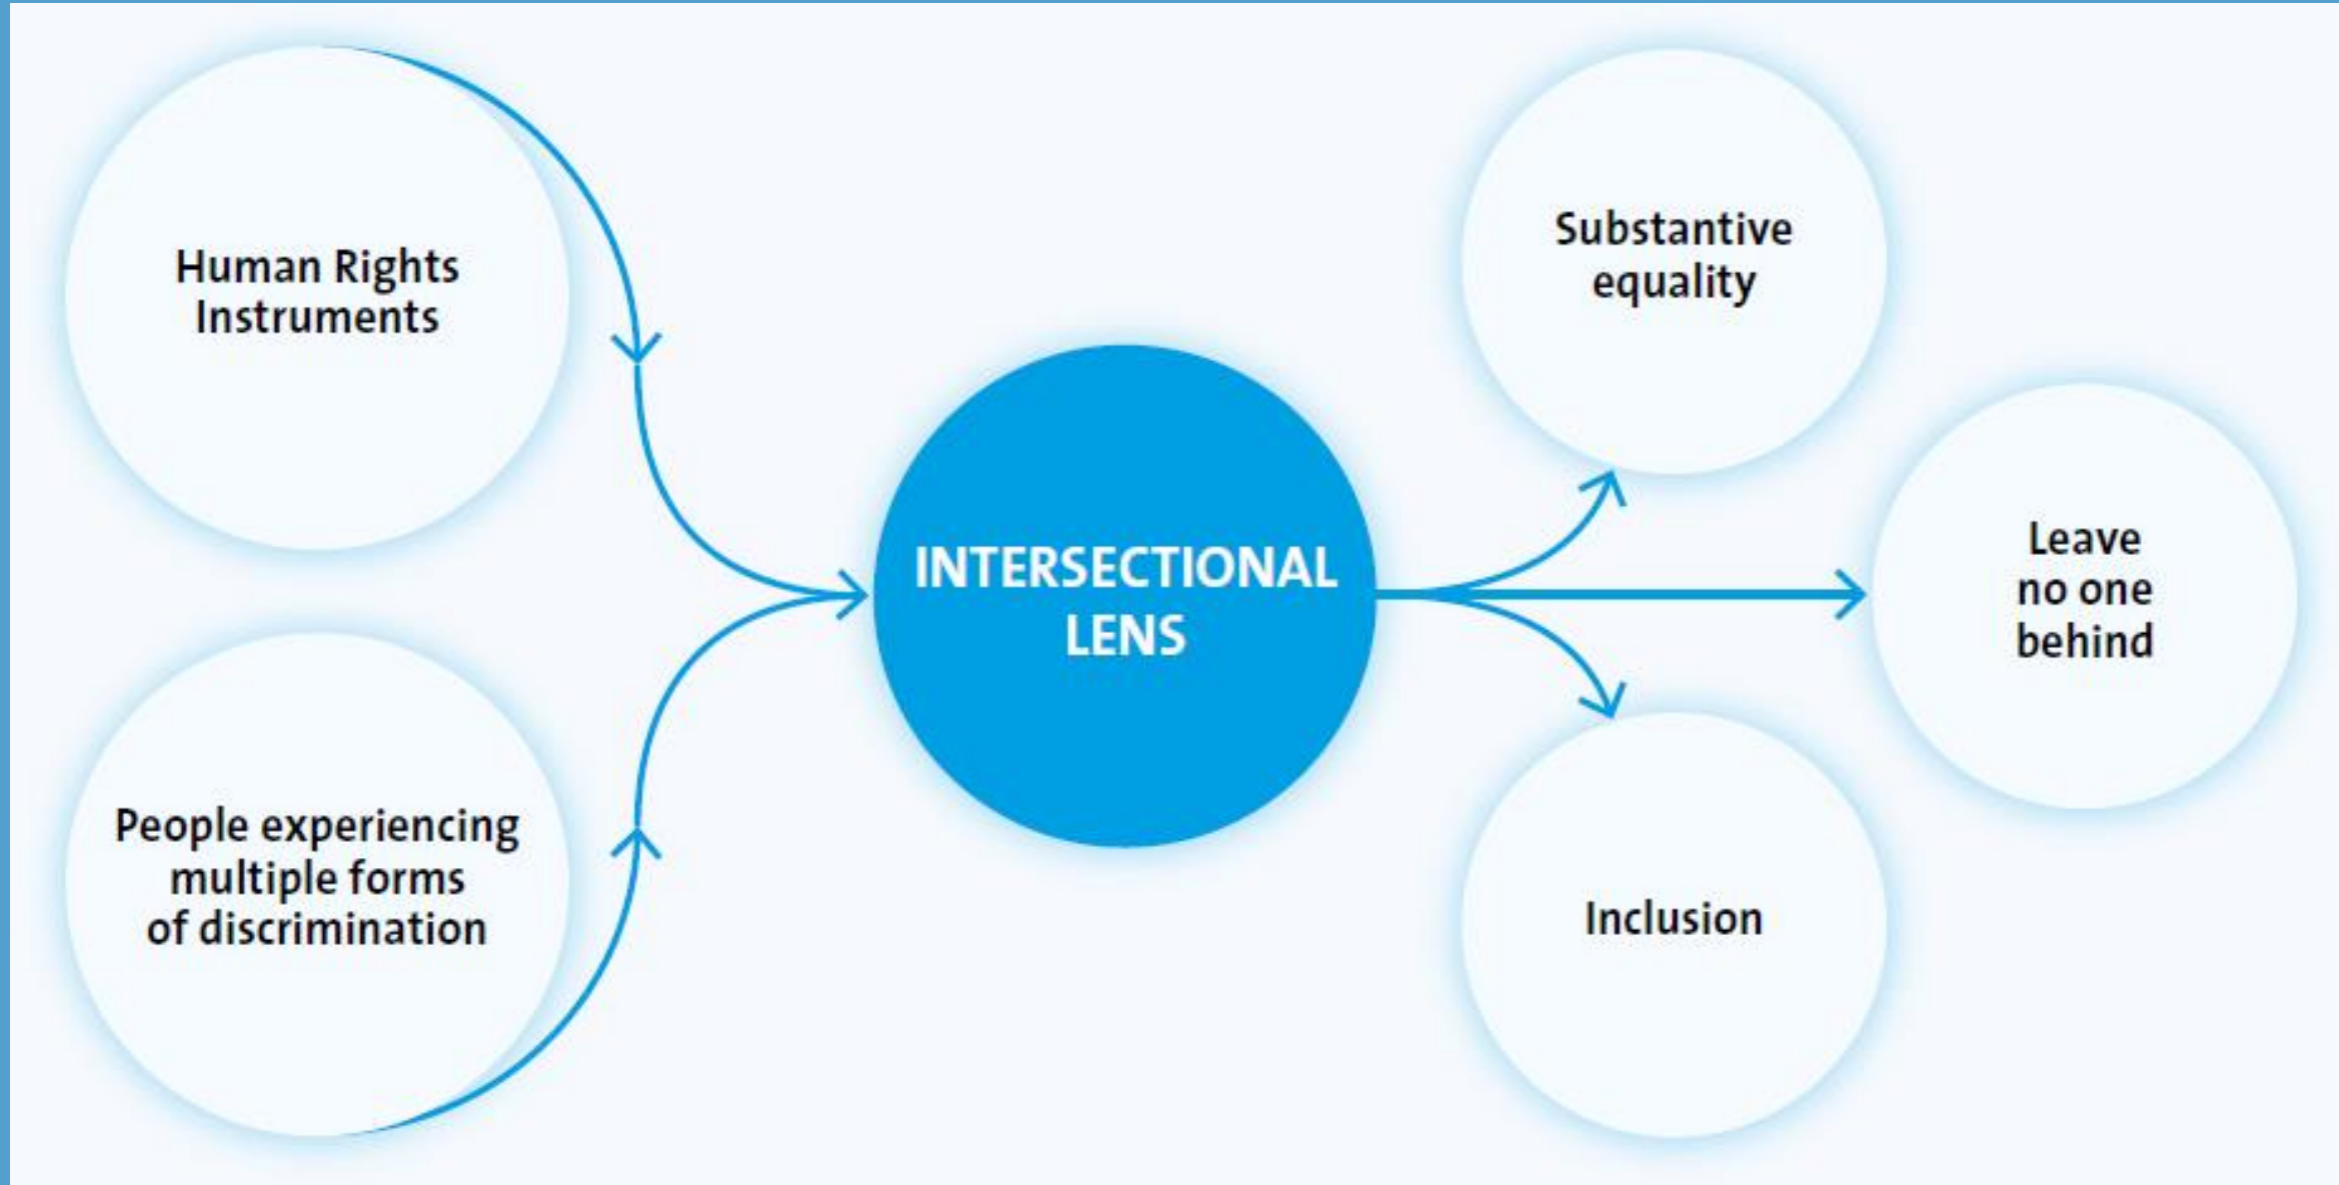 Human Rights
Instruments
People experiencing
multiple forms
of discrimination
INTERSECTIONAL
LENS
Substantive
equality
Leave
no one
behind
Inclusion